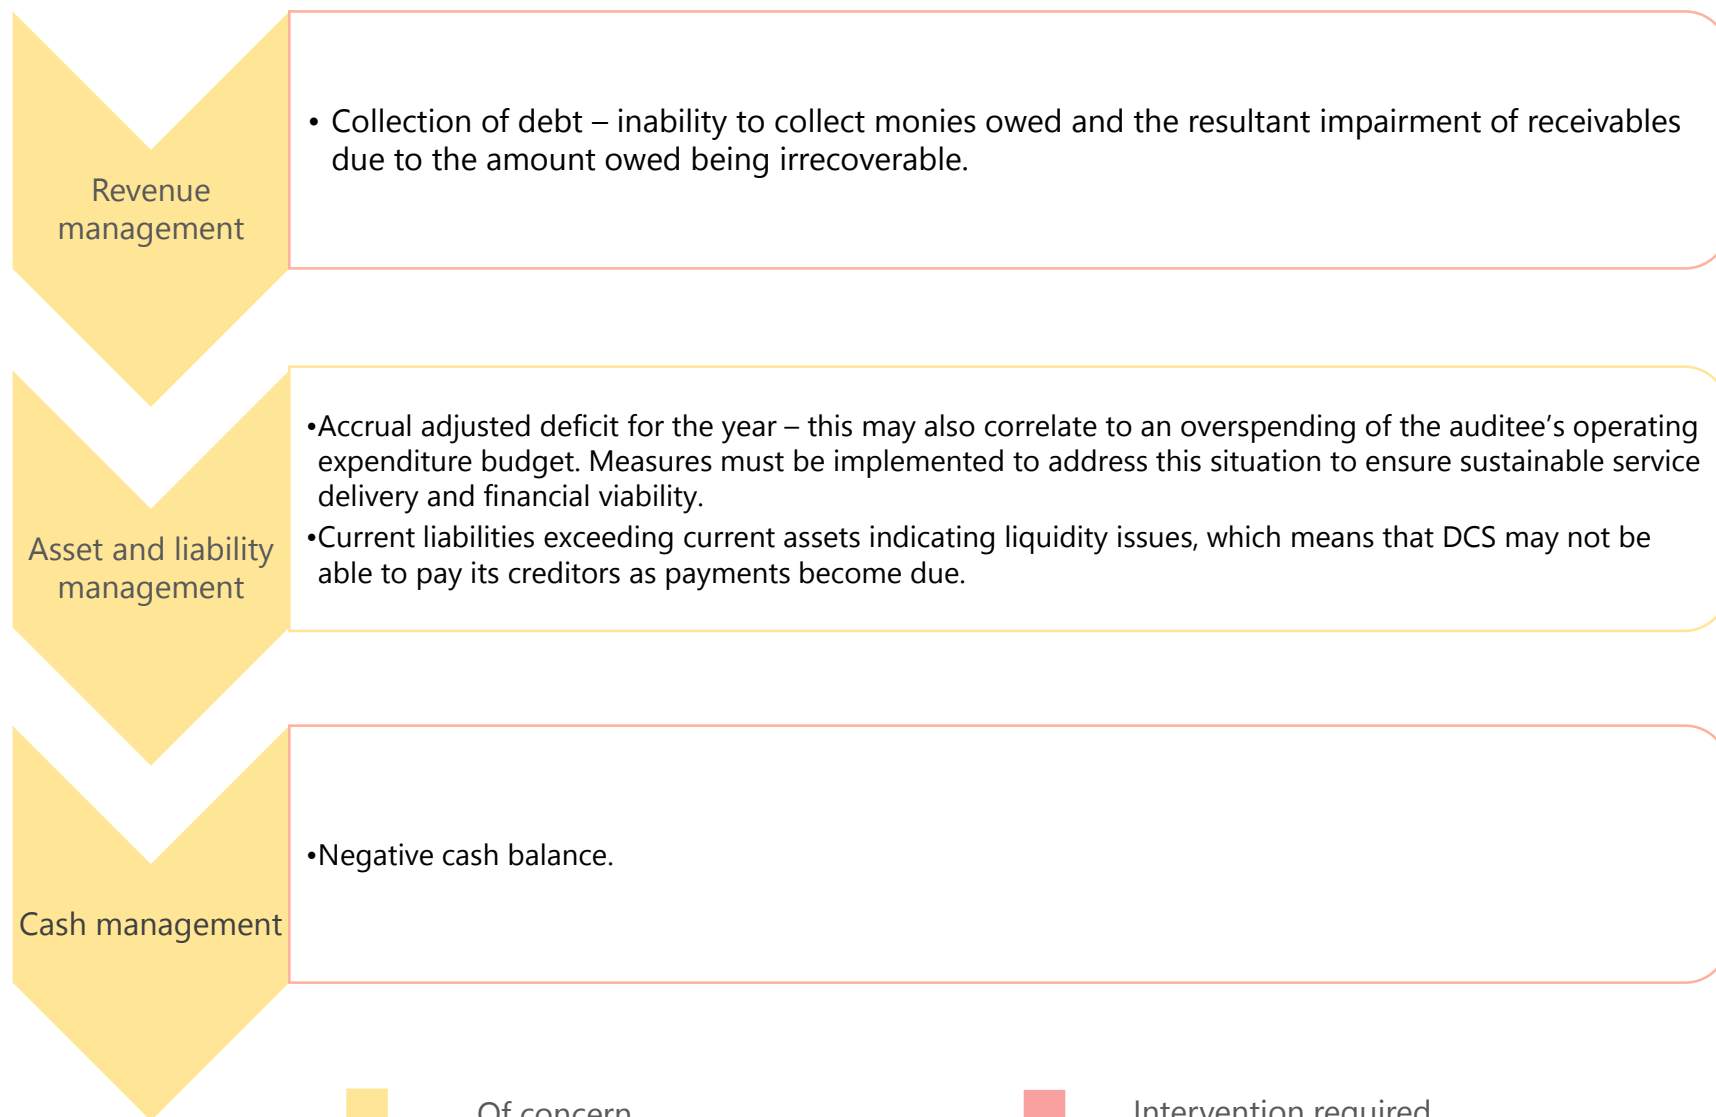 Revenue
management
• Collection of debt – inability to collect monies owed and the resultant impairment of receivables
due to the amount owed being irrecoverable.
Asset and liability
management
•Accrual adjusted deficit for the year – this may also correlate to an overspending of the auditee’s operating
expenditure budget. Measures must be implemented to address this situation to ensure sustainable service
delivery and financial viability.
•Current liabilities exceeding current assets indicating liquidity issues, which means that DCS may not be
able to pay its creditors as payments become due.
Cash management
•Negative cash balance.
Of concern
Intervention required